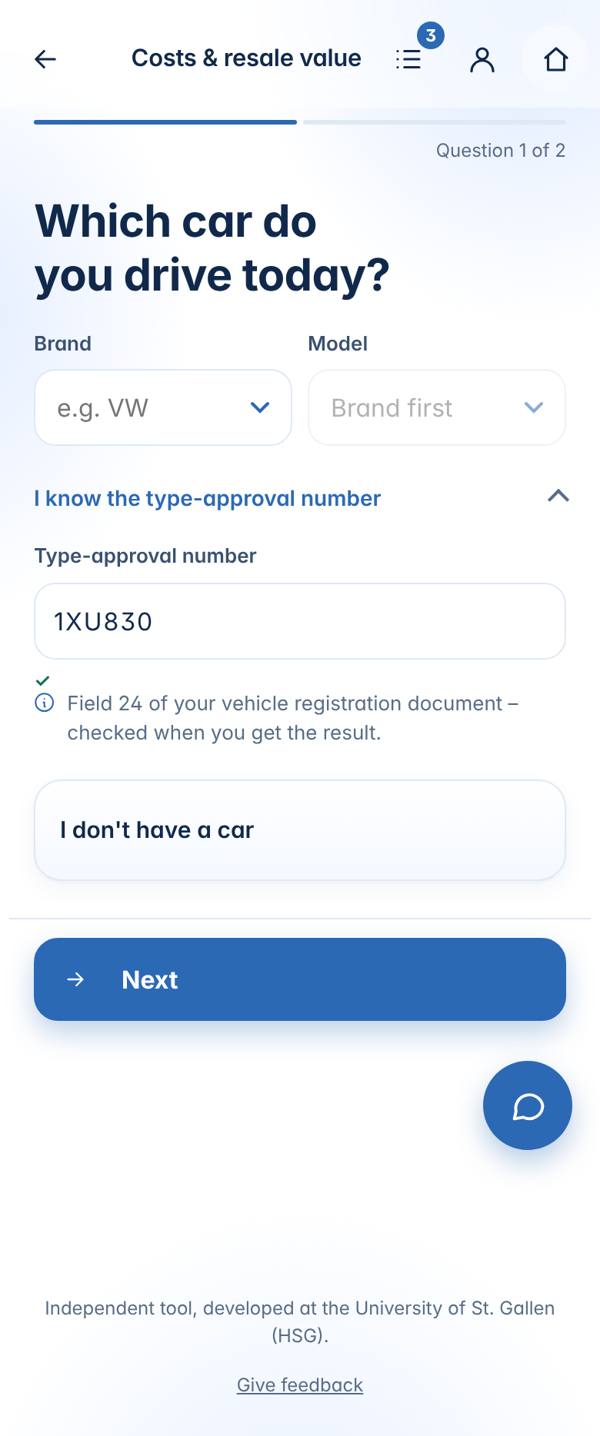 Costs & resale value
3
Question 1 of 2
Which car do
you drive today?
Brand
Model
e.g. VW
Brand first
I know the type-approval number
Type-approval number
1XU830
Field 24 of your vehicle registration document –
checked when you get the result.
I don't have a car
Next
Independent tool, developed at the University of St. Gallen
(HSG).
Give feedback